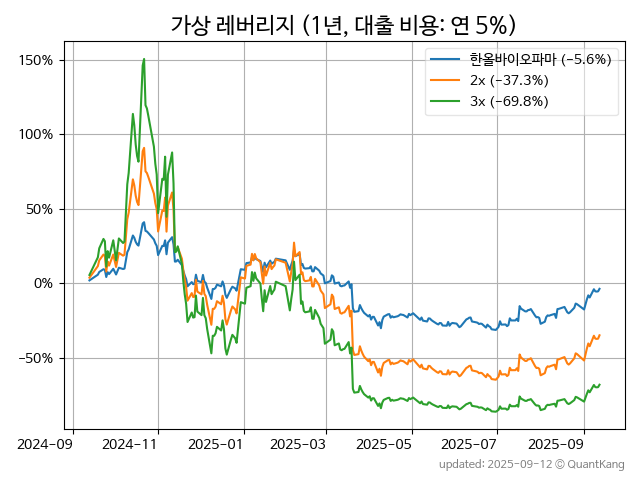 가상 레버리지 (1년, 대출 비용: 연 5%)
한올바이오파마 (−5.6%)
2x (−37.3%)
3x (−69.8%)
150%
100%
50%
0%
−50%
2024-09
2024-11
2025-01
2025-03
2025-05
2025-07
2025-09
updated: 2025-09-12 © QuantKang